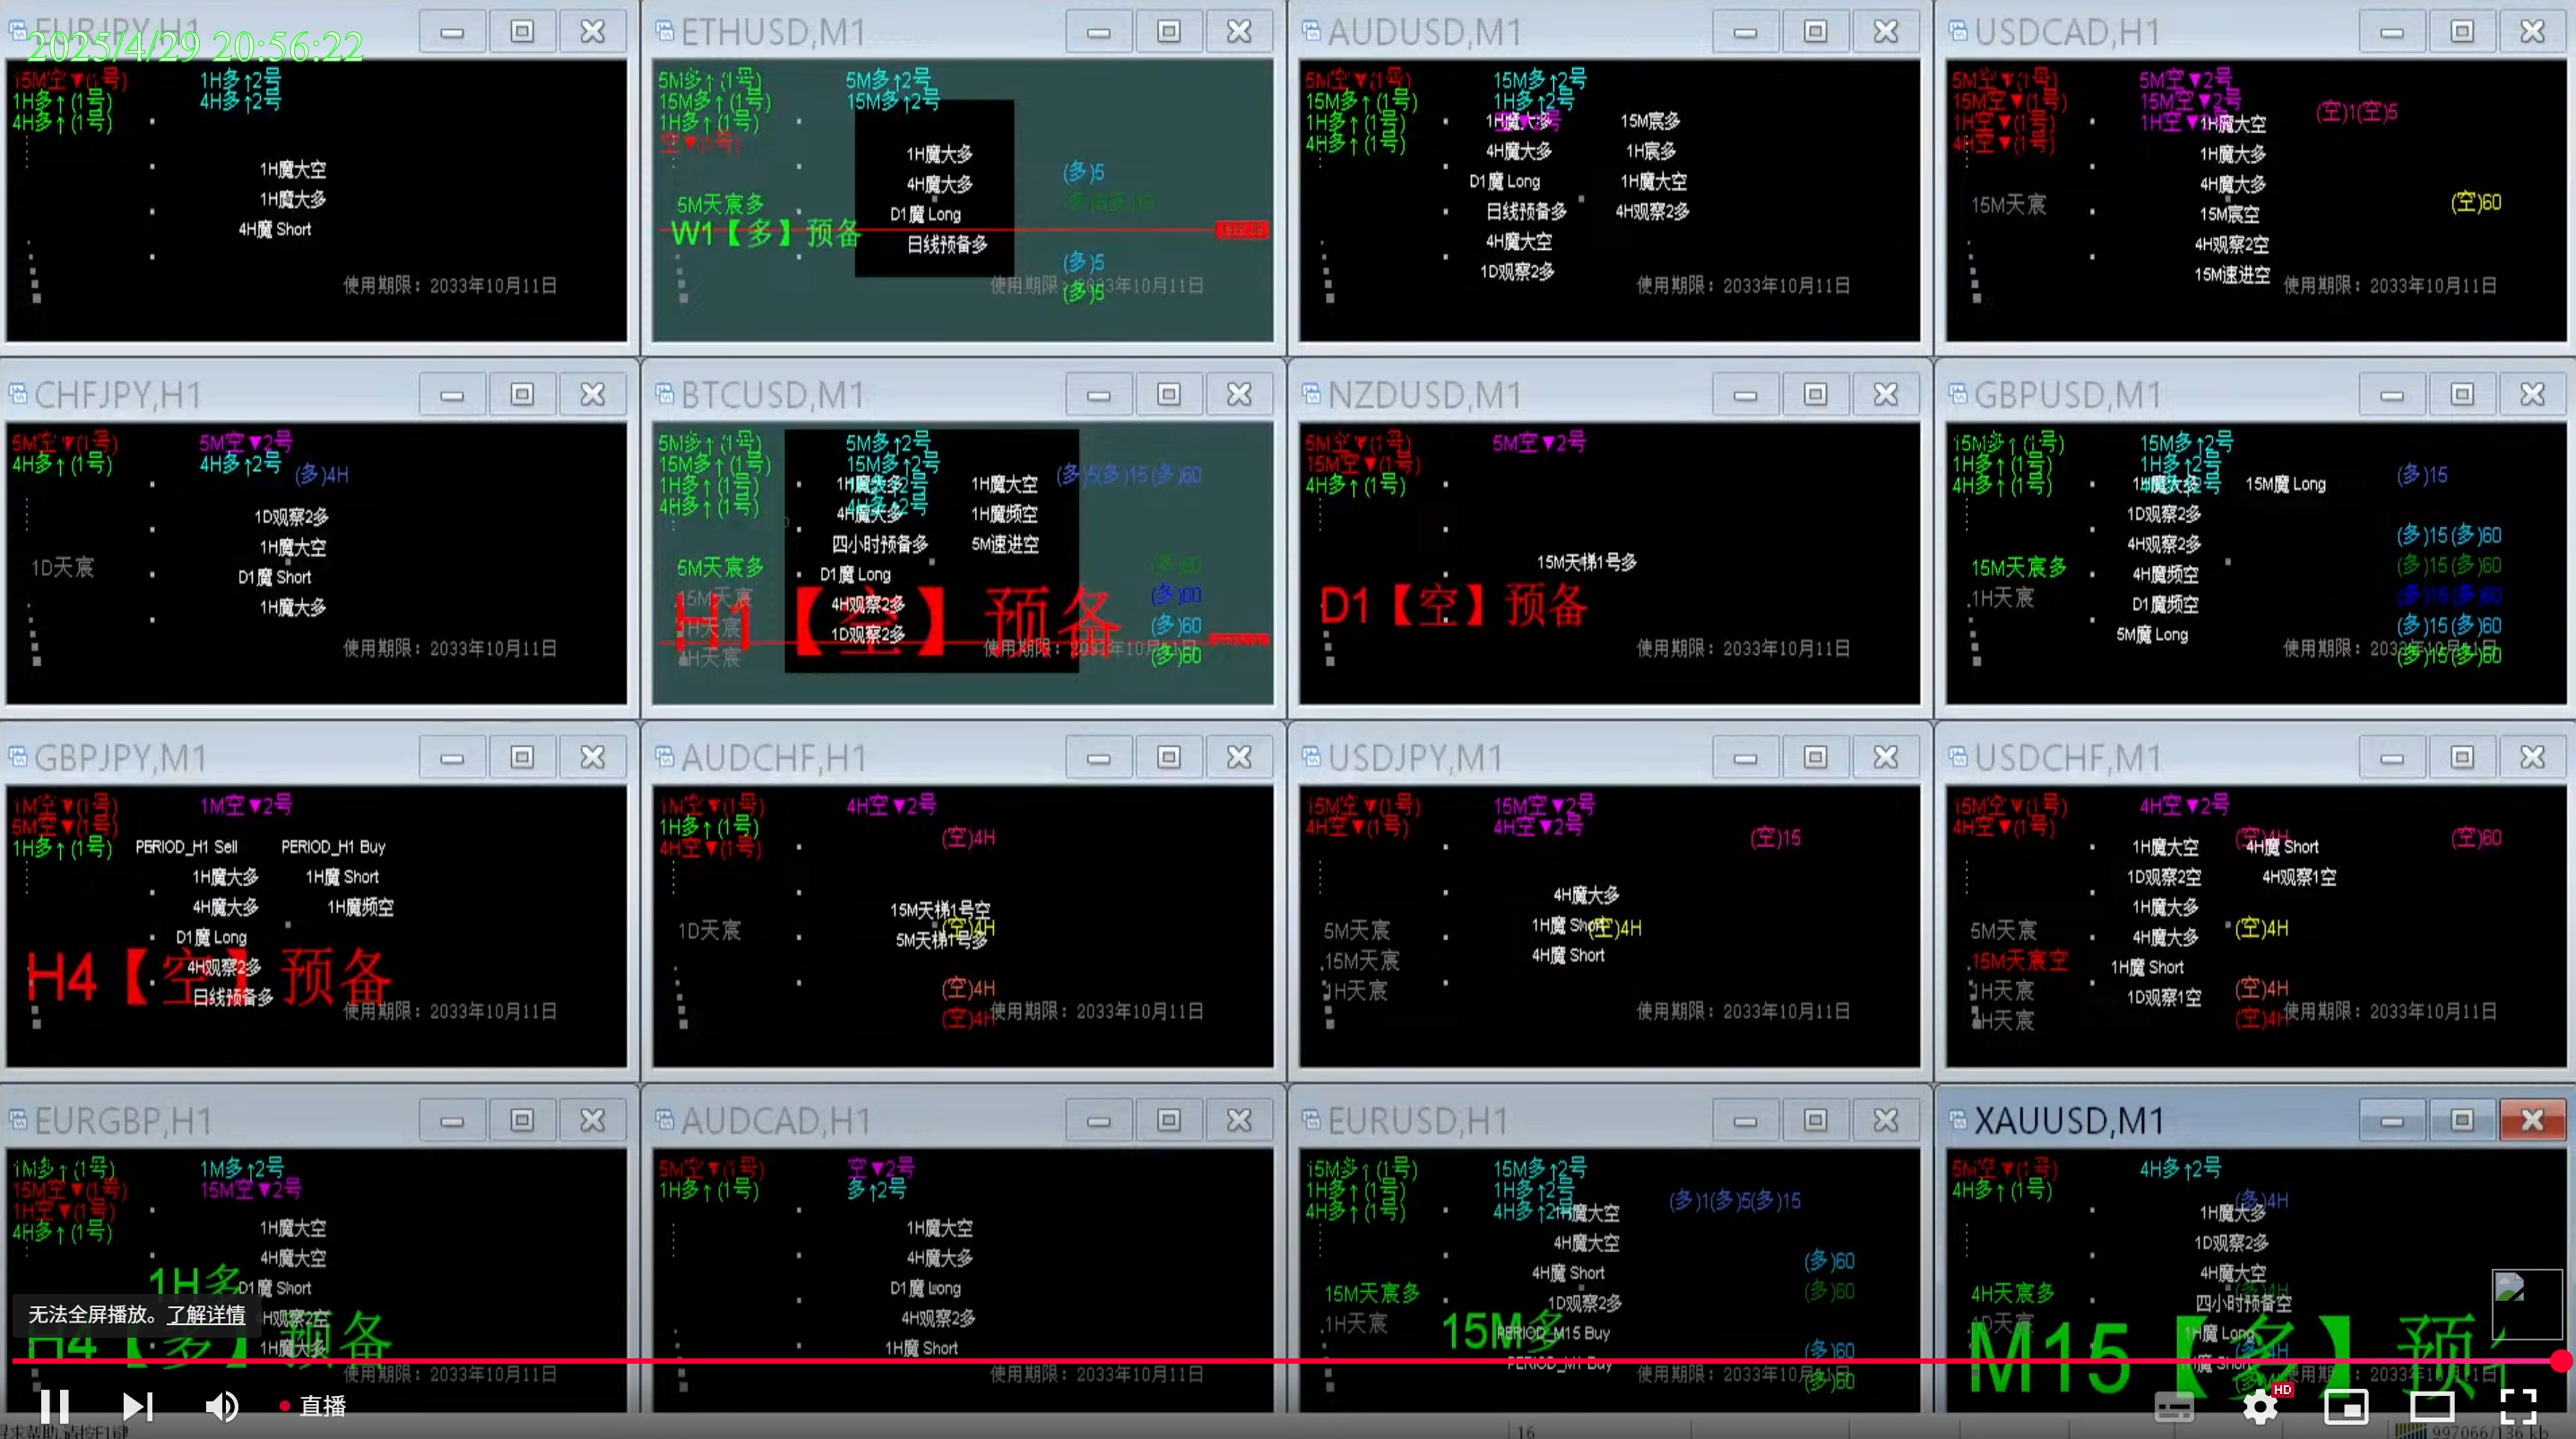 EURJPY,H1
2025/4/29 20:56:22
15M空▼(1号) 1H多↑2号
1H多↑(1号) 4H多↑2号
4H多↑(1号)
1H魔大空
1H魔大多
4H魔 Short
使用期限：2033年10月11日
ETHUSD,M1
5M多↑(1号) 5M多↑2号
15M多↑(1号) 15M多↑2号
1H多↑(1号)
空▼(1号)
1H魔大多
4H魔大多
D1魔 Long
日线预备多
(多)5
5M天宸多
W1【多】预备
(多)5
(多)5
使用期限：2033年10月11日
AUDUSD,M1
5M空▼(1号) 15M多↑2号
15M多↑(1号) 1H多↑2号
1H多↑(1号)
4H多↑(1号)
1H魔大多 15M宸多
4H魔大多 1H宸多
D1魔 Long 1H魔大空
日线预备多 4H观察2多
4H魔大空
1D观察2多
使用期限：2033年10月11日
USDCAD,H1
5M空▼(1号) 5M空▼2号
15M空▼(1号) 15M空▼2号
1H空▼(1号) 1H空▼2号
4H空▼(1号)
(空)1(空)5
1H魔大空
1H魔大多
4H魔大多
15M宸空
4H观察2空
15M速进空
15M天宸
(空)60
使用期限：2033年10月11日
CHFJPY,H1
5M空▼(1号) 5M空▼2号
4H多↑(1号) 4H多↑2号
(多)4H
1D观察2多
1H魔大空
D1魔 Short
1H魔大多
1D天宸
使用期限：2033年10月11日
BTCUSD,M1
5M多↑(1号) 5M多↑2号
15M多↑(1号) 15M多↑2号
1H多↑(1号) 1H多↑2号
4H多↑(1号) 4H多↑2号
(多)5(多)15(多)60
1H魔大多 1H魔大空
4H魔大多 1H魔频空
四小时预备多 5M速进空
D1魔 Long
4H观察2多
1D观察2多
5M天宸多
15M天宸
1H天宸
4H天宸
H1【空】预备
(多)60
(多)60
(多)60
(多)60
使用期限：2033年10月11日
NZDUSD,M1
5M空▼(1号) 5M空▼2号
15M空▼(1号)
4H多↑(1号)
15M天梯1号多
D1【空】预备
使用期限：2033年10月11日
GBPUSD,M1
15M多↑(1号) 15M多↑2号
1H多↑(1号) 1H多↑2号
4H多↑(1号) 4H多↑2号
1H魔大多 15M魔 Long
1D观察2多
4H观察2多
4H魔频空
D1魔频空
5M魔 Long
15M天宸多
1H天宸
(多)15
(多)15(多)60
(多)15(多)60
(多)15(多)60
(多)15(多)60
(多)15(多)60
使用期限：2033年10月11日
GBPJPY,M1
1M空▼(1号) 1M空▼2号
5M空▼(1号)
1H多↑(1号)
PERIOD_H1 Sell PERIOD_H1 Buy
1H魔大多 1H魔 Short
4H魔大多 1H魔频空
D1魔 Long
4H观察2多
日线预备多
H4【空】预备
使用期限：2033年10月11日
AUDCHF,H1
1M空▼(1号) 4H空▼2号
1H多↑(1号)
4H空▼(1号)
(空)4H
15M天梯1号空
(空)4H
5M天梯1号多
1D天宸
(空)4H
(空)4H
使用期限：2033年10月11日
USDJPY,M1
15M空▼(1号) 15M空▼2号
4H空▼(1号) 4H空▼2号
(空)15
4H魔大多
1H魔 Short
(空)4H
4H魔 Short
5M天宸
15M天宸
1H天宸
使用期限：2033年10月11日
USDCHF,M1
15M空▼(1号) 4H空▼2号
4H空▼(1号)
(空)4H (空)60
1H魔大空 4H魔 Short
1D观察2空 4H观察1空
1H魔大多
4H魔大多
1H魔 Short
1D观察1空
5M天宸
15M天宸空
1H天宸
4H天宸
(空)4H
(空)4H
(空)4H
使用期限：2033年10月11日
EURGBP,H1
1M多↑(1号) 1M多↑2号
15M空▼(1号) 15M空▼2号
1H空▼(1号)
4H多↑(1号)
1H魔大空
4H魔大空
D1魔 Short
4H观察2空
1H魔大多
1H多
H4【多】预备
使用期限：2033年10月11日
AUDCAD,H1
5M空▼(1号) 空▼2号
1H多↑(1号) 多↑2号
1H魔大空
4H魔大多
D1魔 Long
4H观察2多
1H魔 Short
使用期限：2033年10月11日
EURUSD,H1
15M多↑(1号) 15M多↑2号
1H多↑(1号) 1H多↑2号
4H多↑(1号) 4H多↑2号
(多)1(多)5(多)15
1H魔大空
4H魔大空
4H魔 Short
1D观察2多
PERIOD_M15 Buy
PERIOD_M1 Buy
15M天宸多
1H天宸
15M多
(多)60
(多)60
(多)60
(多)60
使用期限：2033年10月11日
XAUUSD,M1
5M空▼(1号) 4H多↑2号
4H多↑(1号)
(多)4H
1H魔大多
1D观察2多
4H魔大空
四小时预备空
1H魔 Long
4H天宸多
1D天宸
M15【多】预备
使用期限：2033年10月11日
无法全屏播放。了解详情
直播
HD
16
997066/136 kb